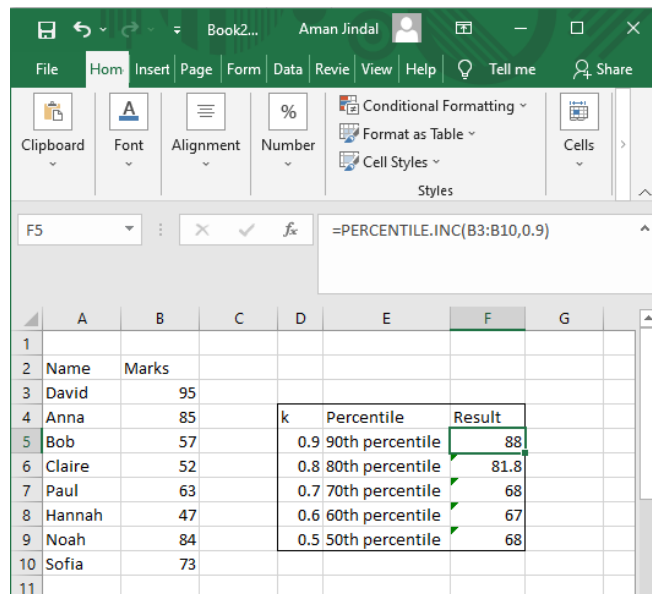 Book2... Aman Jindal
File Hom Insert Page Form Data Revie View Help Tell me Share
Clipboard Font Alignment % Number Conditional Formatting Format as Table Cell Styles Styles Cells
F5 fx =PERCENTILE.INC(B3:B10,0.9)
A B C D E F G
1
2 Name Marks
3 David 95
4 Anna 85 k Percentile Result
5 Bob 57 0.9 90th percentile 88
6 Claire 52 0.8 80th percentile 81.8
7 Paul 63 0.7 70th percentile 68
8 Hannah 47 0.6 60th percentile 67
9 Noah 84 0.5 50th percentile 68
10 Sofia 73
11